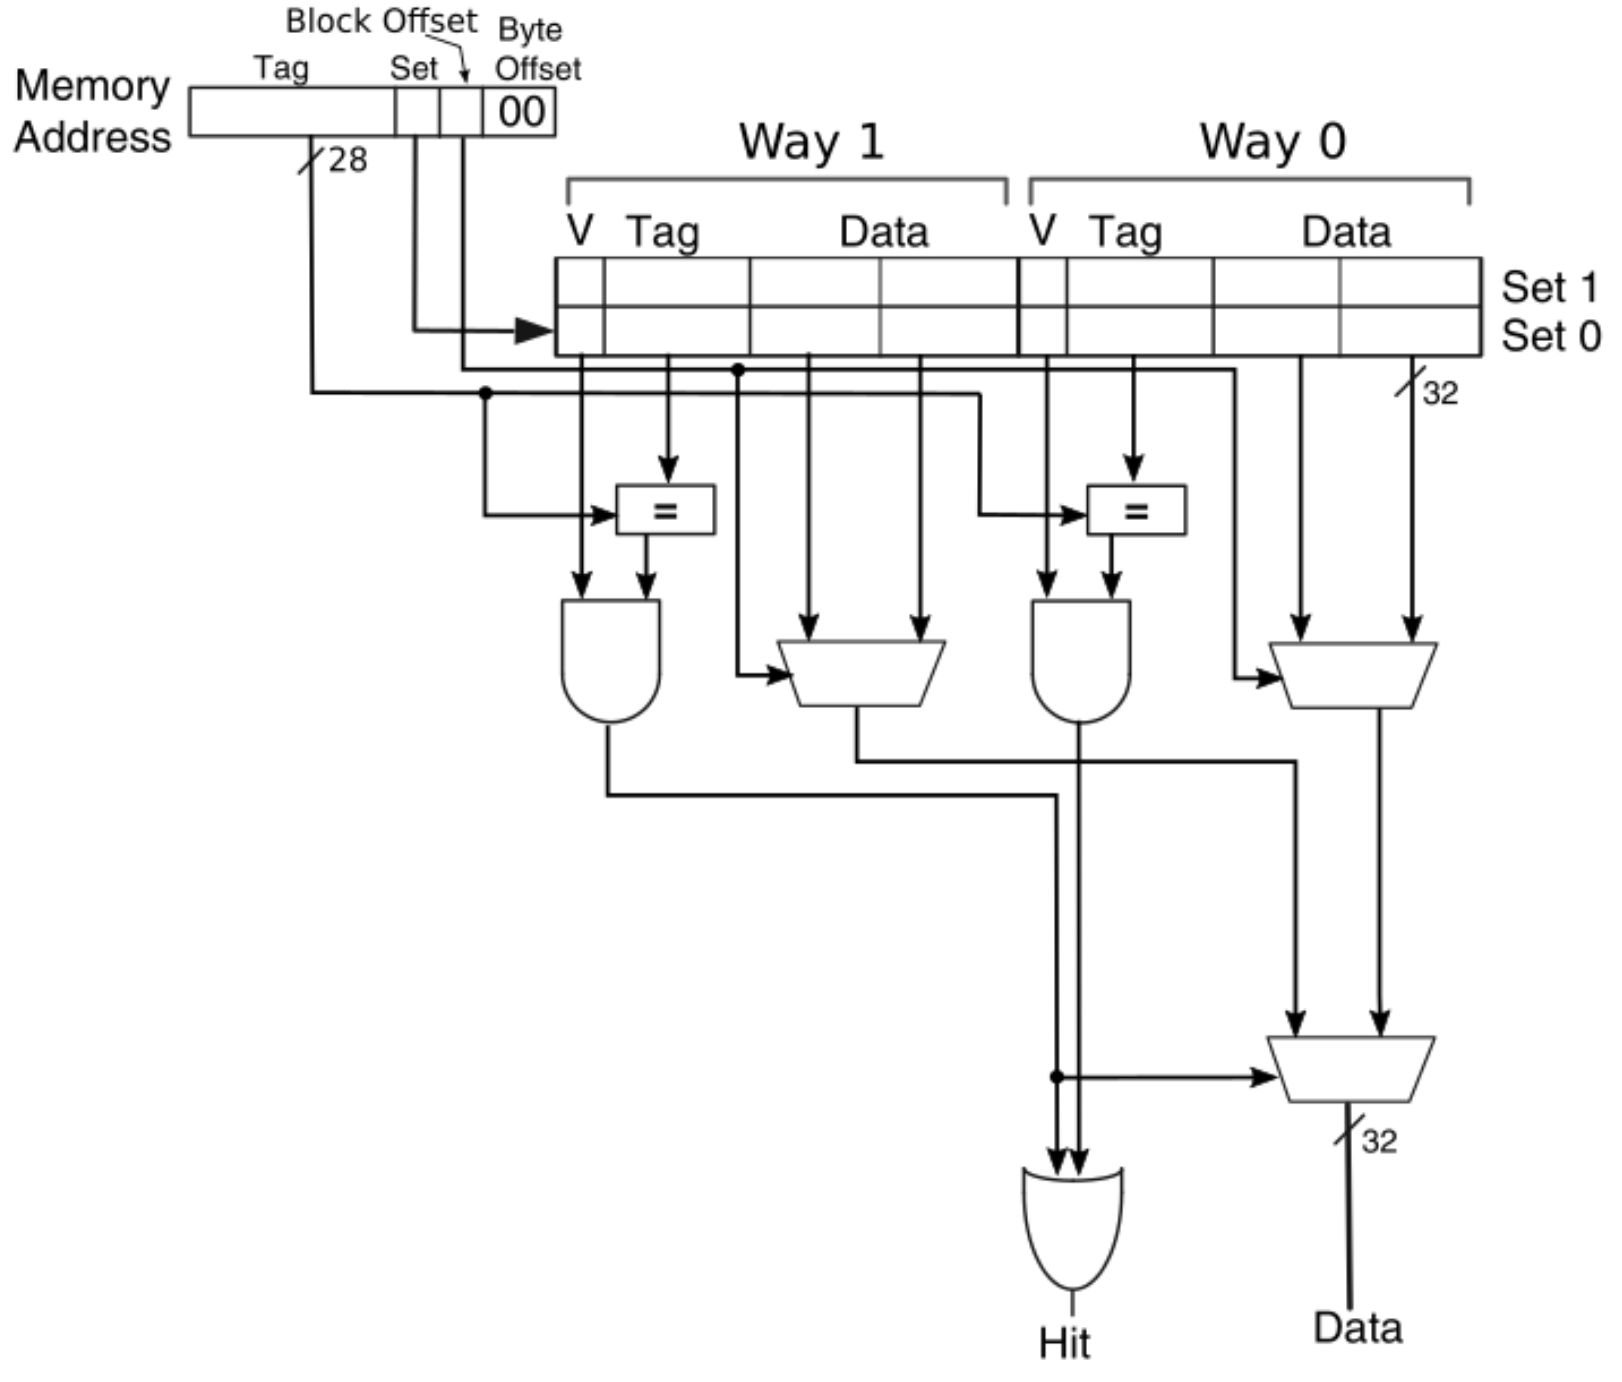 Block Offset
Byte
Offset
Tag
Set
Memory
Address
00
28
Way 1
Way 0
V
Tag
Data
V
Tag
Data
Set 1
Set 0
32
=
=
32
Hit
Data